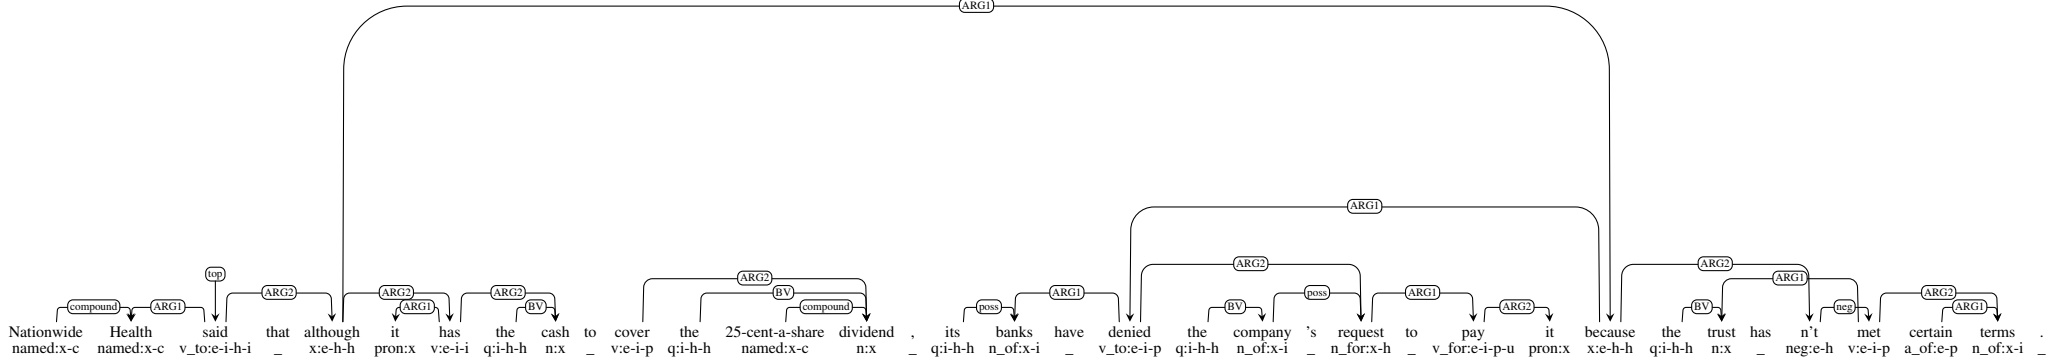 ARG1
ARG1
ARG2 ARG2
top ARG2 ARG1
ARG2 ARG2 ARG2 BV ARG1 poss ARG1 ARG2
compound ARG1 ARG1 BV compound poss BV ARG2 BV neg ARG1
Nationwide Health said that although it has the cash to cover the 25-cent-a-share dividend , its banks have denied the company 's request to pay it because the trust has n't met certain terms .
named:x-c named:x-c v_to:e-i-h-i _ x:e-h-h pron:x v:e-i-i q:i-h-h n:x _ v:e-i-p q:i-h-h named:x-c n:x _ q:i-h-h n_of:x-i _ v_to:e-i-p q:i-h-h n_of:x-i _ n_for:x-h _ v_for:e-i-p-u pron:x x:e-h-h q:i-h-h n:x _ neg:e-h v:e-i-p a_of:e-p n_of:x-i _